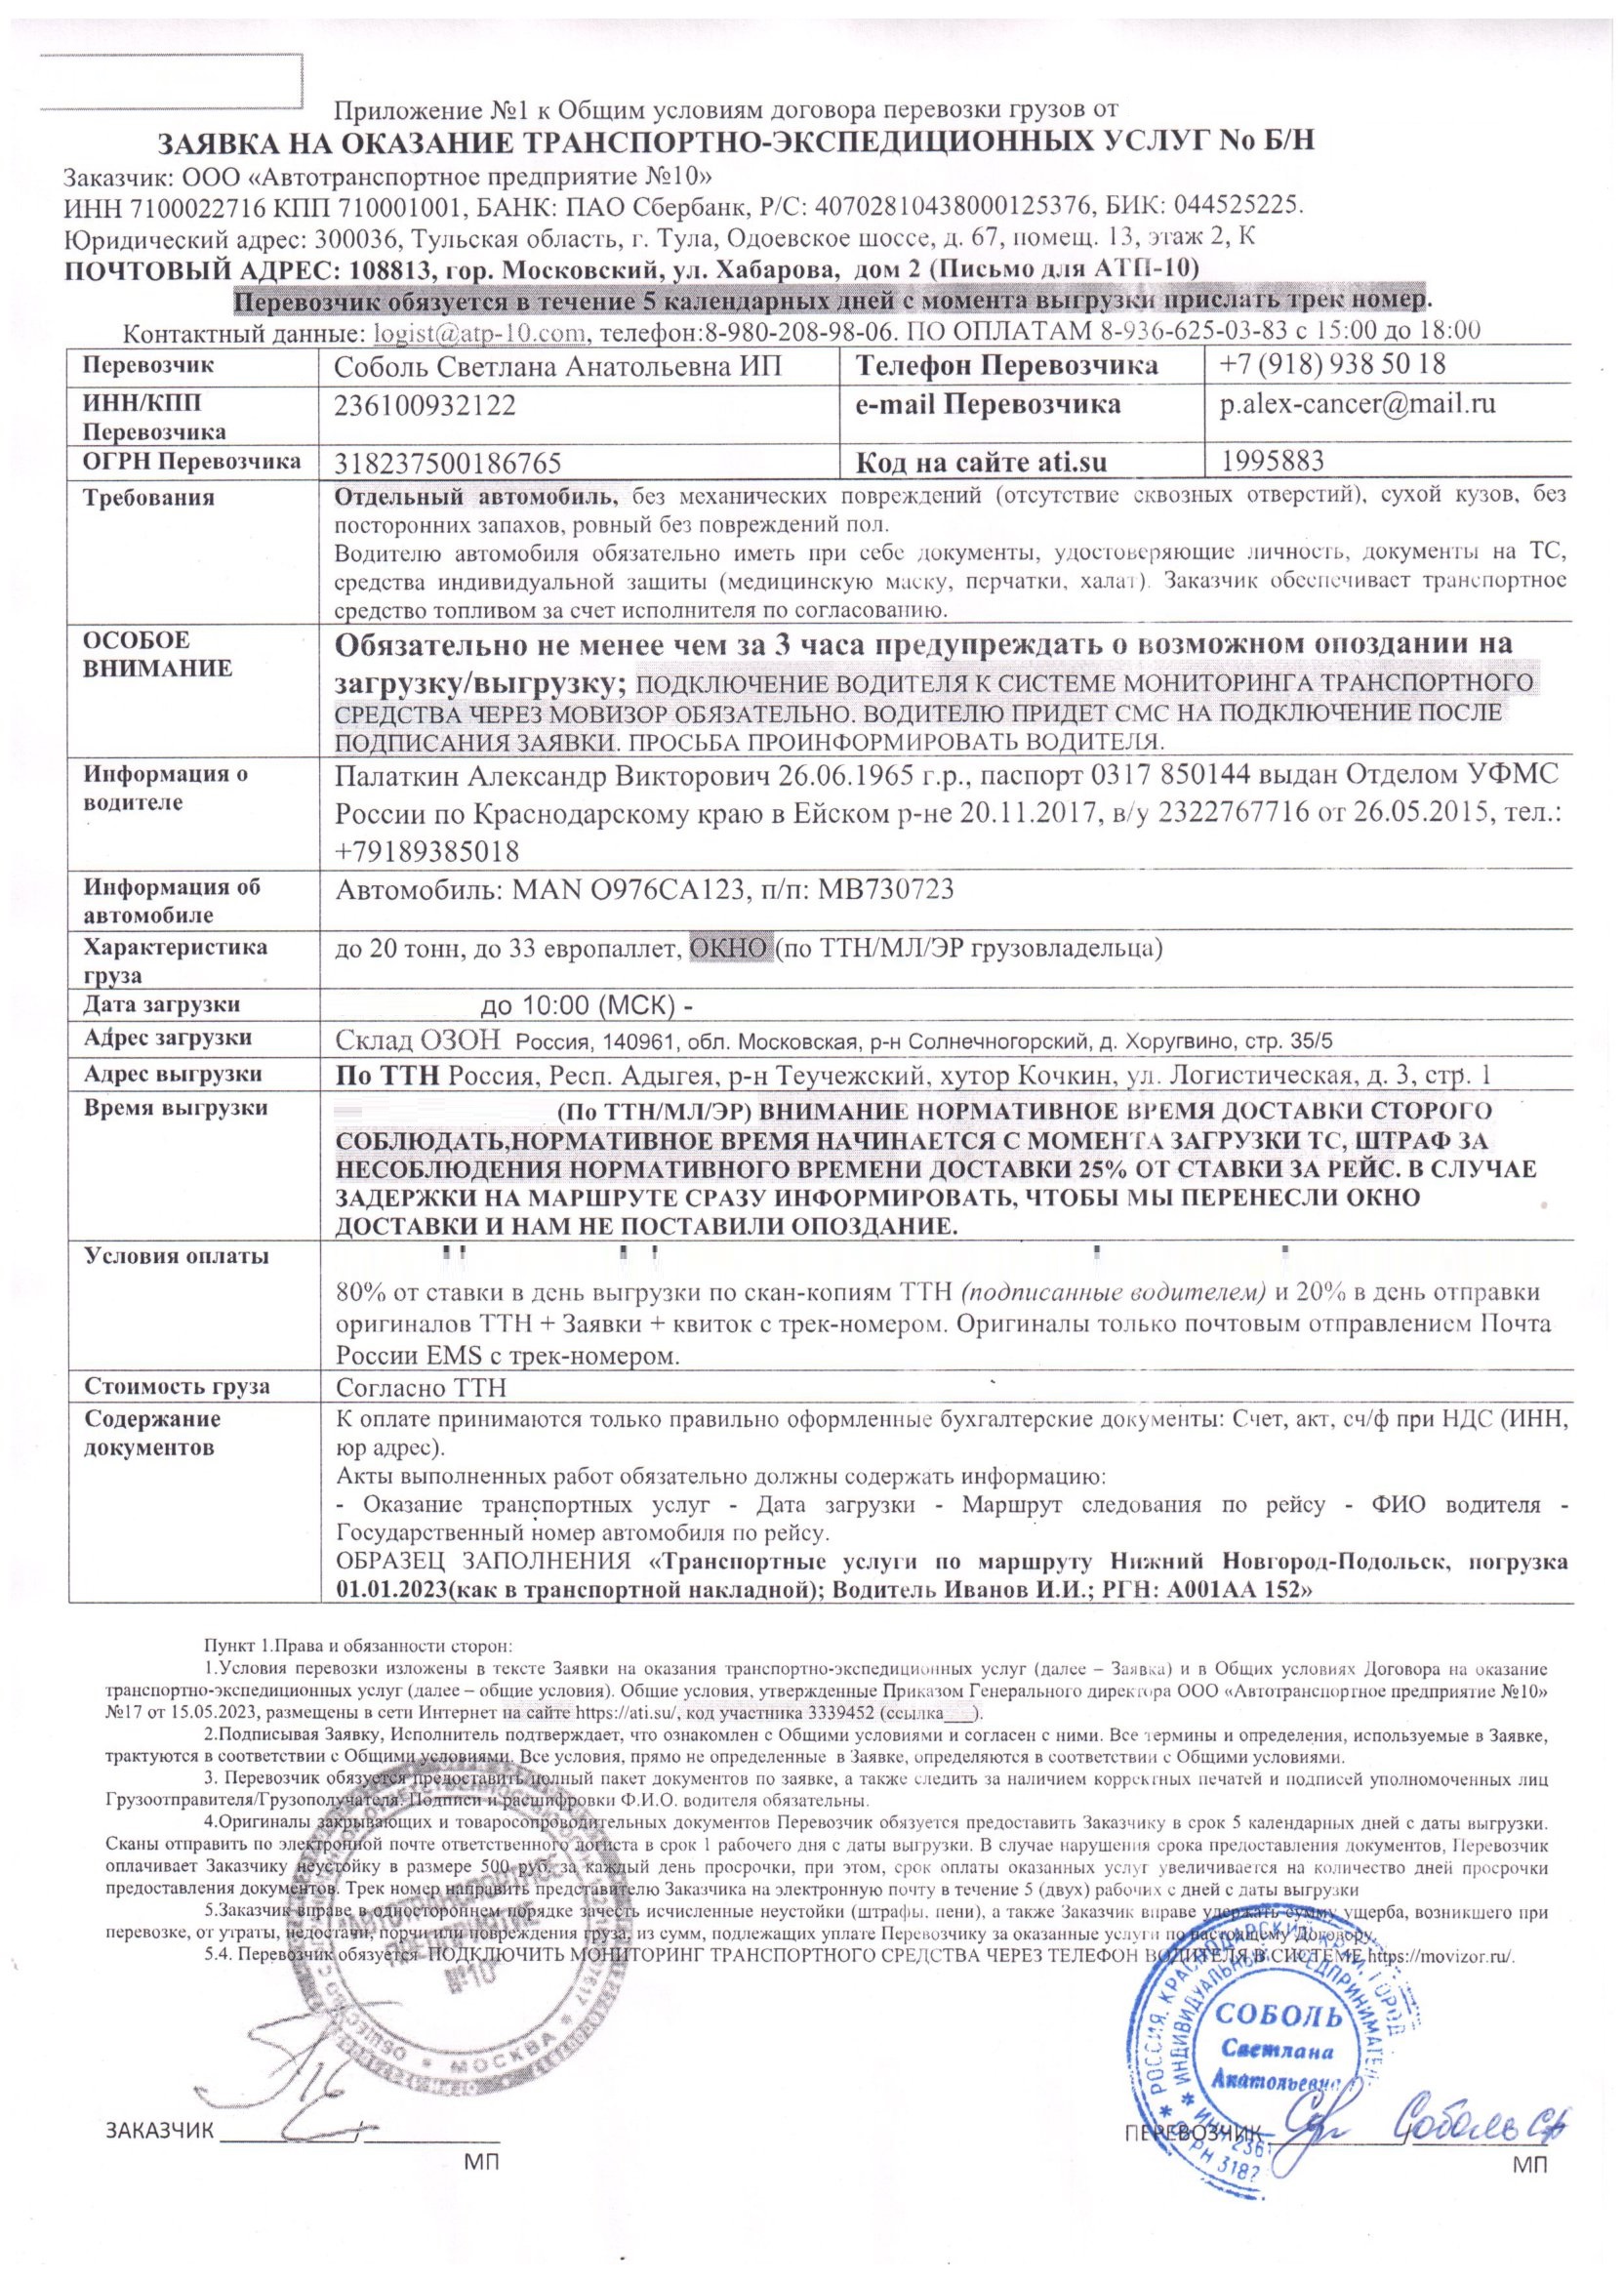 Приложение №1 к Общим условиям договора перевозки грузов от
ЗАЯВКА НА ОКАЗАНИЕ ТРАНСПОРТНО-ЭКСПЕДИЦИОННЫХ УСЛУГ No Б/Н
Заказчик: ООО «Автотранспортное предприятие №10»
ИНН 7100022716 КПП 710001001, БАНК: ПАО Сбербанк, Р/С: 40702810438000125376, БИК: 044525225.
Юридический адрес: 300036, Тульская область, г. Тула, Одоевское шоссе, д. 67, помещ. 13, этаж 2, К
ПОЧТОВЫЙ АДРЕС: 108813, гор. Московский, ул. Хабарова, дом 2 (Письмо для АТП-10)
Перевозчик обязуется в течение 5 календарных дней с момента выгрузки прислать трек номер.
Контактный данные: logist@atp-10.com, телефон:8-980-208-98-06. ПО ОПЛАТАМ 8-936-625-03-83 с 15:00 до 18:00
Перевозчик Соболь Светлана Анатольевна ИП Телефон Перевозчика +7 (918) 938 50 18
ИНН/КПП Перевозчика 236100932122 e-mail Перевозчика p.alex-cancer@mail.ru
ОГРН Перевозчика 318237500186765 Код на сайте ati.su 1995883
Требования Отдельный автомобиль, без механических повреждений (отсутствие сквозных отверстий), сухой кузов, без
посторонних запахов, ровный без повреждений пол.
Водителю автомобиля обязательно иметь при себе документы, удостоверяющие личность, документы на ТС,
средства индивидуальной защиты (медицинскую маску, перчатки, халат). Заказчик обеспечивает транспортное
средство топливом за счет исполнителя по согласованию.
ОСОБОЕ ВНИМАНИЕ Обязательно не менее чем за 3 часа предупреждать о возможном опоздании на
загрузку/выгрузку; ПОДКЛЮЧЕНИЕ ВОДИТЕЛЯ К СИСТЕМЕ МОНИТОРИНГА ТРАНСПОРТНОГО
СРЕДСТВА ЧЕРЕЗ МОВИЗОР ОБЯЗАТЕЛЬНО. ВОДИТЕЛЮ ПРИДЕТ СМС НА ПОДКЛЮЧЕНИЕ ПОСЛЕ
ПОДПИСАНИЯ ЗАЯВКИ. ПРОСЬБА ПРОИНФОРМИРОВАТЬ ВОДИТЕЛЯ.
Информация о водителе Палаткин Александр Викторович 26.06.1965 г.р., паспорт 0317 850144 выдан Отделом УФМС
России по Краснодарскому краю в Ейском р-не 20.11.2017, в/у 2322767716 от 26.05.2015, тел.:
+79189385018
Информация об автомобиле Автомобиль: MAN О976СА123, п/п: МВ730723
Характеристика груза до 20 тонн, до 33 европаллет, ОКНО (по ТТН/МЛ/ЭР грузовладельца)
Дата загрузки до 10:00 (МСК) -
Адрес загрузки Склад ОЗОН Россия, 140961, обл. Московская, р-н Солнечногорский, д. Хоругвино, стр. 35/5
Адрес выгрузки По ТТН Россия, Респ. Адыгея, р-н Теучежский, хутор Кочкин, ул. Логистическая, д. 3, стр. 1
Время выгрузки (По ТТН/МЛ/ЭР) ВНИМАНИЕ НОРМАТИВНОЕ ВРЕМЯ ДОСТАВКИ СТОРОГО
СОБЛЮДАТЬ,НОРМАТИВНОЕ ВРЕМЯ НАЧИНАЕТСЯ С МОМЕНТА ЗАГРУЗКИ ТС, ШТРАФ ЗА
НЕСОБЛЮДЕНИЯ НОРМАТИВНОГО ВРЕМЕНИ ДОСТАВКИ 25% ОТ СТАВКИ ЗА РЕЙС. В СЛУЧАЕ
ЗАДЕРЖКИ НА МАРШРУТЕ СРАЗУ ИНФОРМИРОВАТЬ, ЧТОБЫ МЫ ПЕРЕНЕСЛИ ОКНО
ДОСТАВКИ И НАМ НЕ ПОСТАВИЛИ ОПОЗДАНИЕ.
Условия оплаты
80% от ставки в день выгрузки по скан-копиям ТТН (подписанные водителем) и 20% в день отправки
оригиналов ТТН + Заявки + квиток с трек-номером. Оригиналы только почтовым отправлением Почта
России EMS с трек-номером.
Стоимость груза Согласно ТТН
Содержание документов К оплате принимаются только правильно оформленные бухгалтерские документы: Счет, акт, сч/ф при НДС (ИНН,
юр адрес).
Акты выполненных работ обязательно должны содержать информацию:
- Оказание транспортных услуг - Дата загрузки - Маршрут следования по рейсу - ФИО водителя -
Государственный номер автомобиля по рейсу.
ОБРАЗЕЦ ЗАПОЛНЕНИЯ «Транспортные услуги по маршруту Нижний Новгород-Подольск, погрузка
01.01.2023(как в транспортной накладной); Водитель Иванов И.И.; РГН: А001АА 152»
Пункт 1.Права и обязанности сторон:
1.Условия перевозки изложены в тексте Заявки на оказания транспортно-экспедиционных услуг (далее – Заявка) и в Общих условиях Договора на оказание
транспортно-экспедиционных услуг (далее – общие условия). Общие условия, утвержденные Приказом Генерального директора ООО «Автотранспортное предприятие №10»
№17 от 15.05.2023, размещены в сети Интернет на сайте https://ati.su/, код участника 3339452 (ссылка___).
2.Подписывая Заявку, Исполнитель подтверждает, что ознакомлен с Общими условиями и согласен с ними. Все термины и определения, используемые в Заявке,
трактуются в соответствии с Общими условиями. Все условия, прямо не определенные в Заявке, определяются в соответствии с Общими условиями.
3. Перевозчик обязуется предоставить полный пакет документов по заявке, а также следить за наличием корректных печатей и подписей уполномоченных лиц
Грузоотправителя/Грузополучателя. Подписи и расшифровки Ф.И.О. водителя обязательны.
4.Оригиналы закрывающих и товаросопроводительных документов Перевозчик обязуется предоставить Заказчику в срок 5 календарных дней с даты выгрузки.
Сканы отправить по электронной почте ответственного логиста в срок 1 рабочего дня с даты выгрузки. В случае нарушения срока предоставления документов, Перевозчик
оплачивает Заказчику неустойку в размере 500 руб. за каждый день просрочки, при этом, срок оплаты оказанных услуг увеличивается на количество дней просрочки
предоставления документов. Трек номер направить представителю Заказчика на электронную почту в течение 5 (двух) рабочих с дней с даты выгрузки
5.Заказчик вправе в одностороннем порядке зачесть исчисленные неустойки (штрафы, пени), а также Заказчик вправе удержать сумму ущерба, возникшего при
перевозке, от утраты, недостачи, порчи или повреждения груза, из сумм, подлежащих уплате Перевозчику за оказанные услуги по настоящему Договору.
5.4. Перевозчик обязуется ПОДКЛЮЧИТЬ МОНИТОРИНГ ТРАНСПОРТНОГО СРЕДСТВА ЧЕРЕЗ ТЕЛЕФОН ВОДИТЕЛЯ В СИСТЕМЕ https://movizor.ru/.
АВТОТРАНСПОРТНОЕ ПРЕДПРИЯТИЕ №10
МОСКВА
РОССИЯ, КРАСНОДАРСКИЙ КРАЙ, ГОРОД
ИНДИВИДУАЛЬНЫЙ ПРЕДПРИНИМАТЕЛЬ
СОБОЛЬ
Светлана
Анатольевна
ИНН 2361
ОГРН 3182
ЗАКАЗЧИК ___________/___________
МП
ПЕРЕВОЗЧИК ___________/ Соболь СА
МП